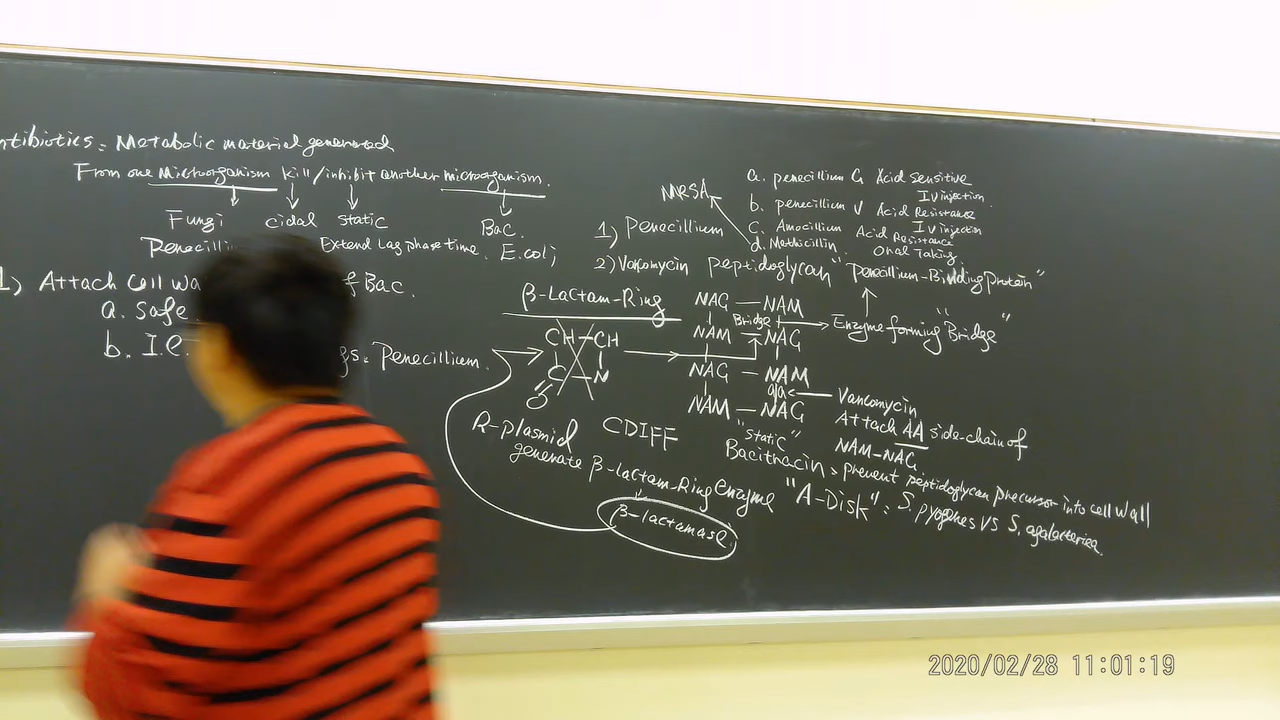 ntibiotics = Metabolic material generated
From one Microorganism kill/inhibit another microorganism.
Fungi cidal static Bac.
Penecilli Extend Lag phase time. E. coli
1) Attach Cell Wa f Bac.
a. Safe
b. I.e. gs. Penecillium.
MRSA
a. penecillium G Acid Sensitive
IV injection.
b. penecillium V Acid Resistance
IV injection
c. Amocillum Acid Resistance
Oral Taking.
d. Methicillin
1) Penecillum
2) Vancomycin peptidoglycan "Penecillium-Binding protein"
β-Lactam-Ring
NAG — NAM
Bridge
NAM = NAG
NAG — NAM
NAM — NAG
Enzyme forming "Bridge"
CH — CH
C — N
O
aa
Vancomycin
Attach AA side-chain of
NAM-NAG
R-plasmid
generate β-lactam-Ring enzyme
β-lactamase
CDIFF
"static"
Bacitracin = prevent peptidoglycan precursor into cell wall
"A-Disk" = S. pyogenes VS S. agalacteriea.
2020/02/28 11:01:19